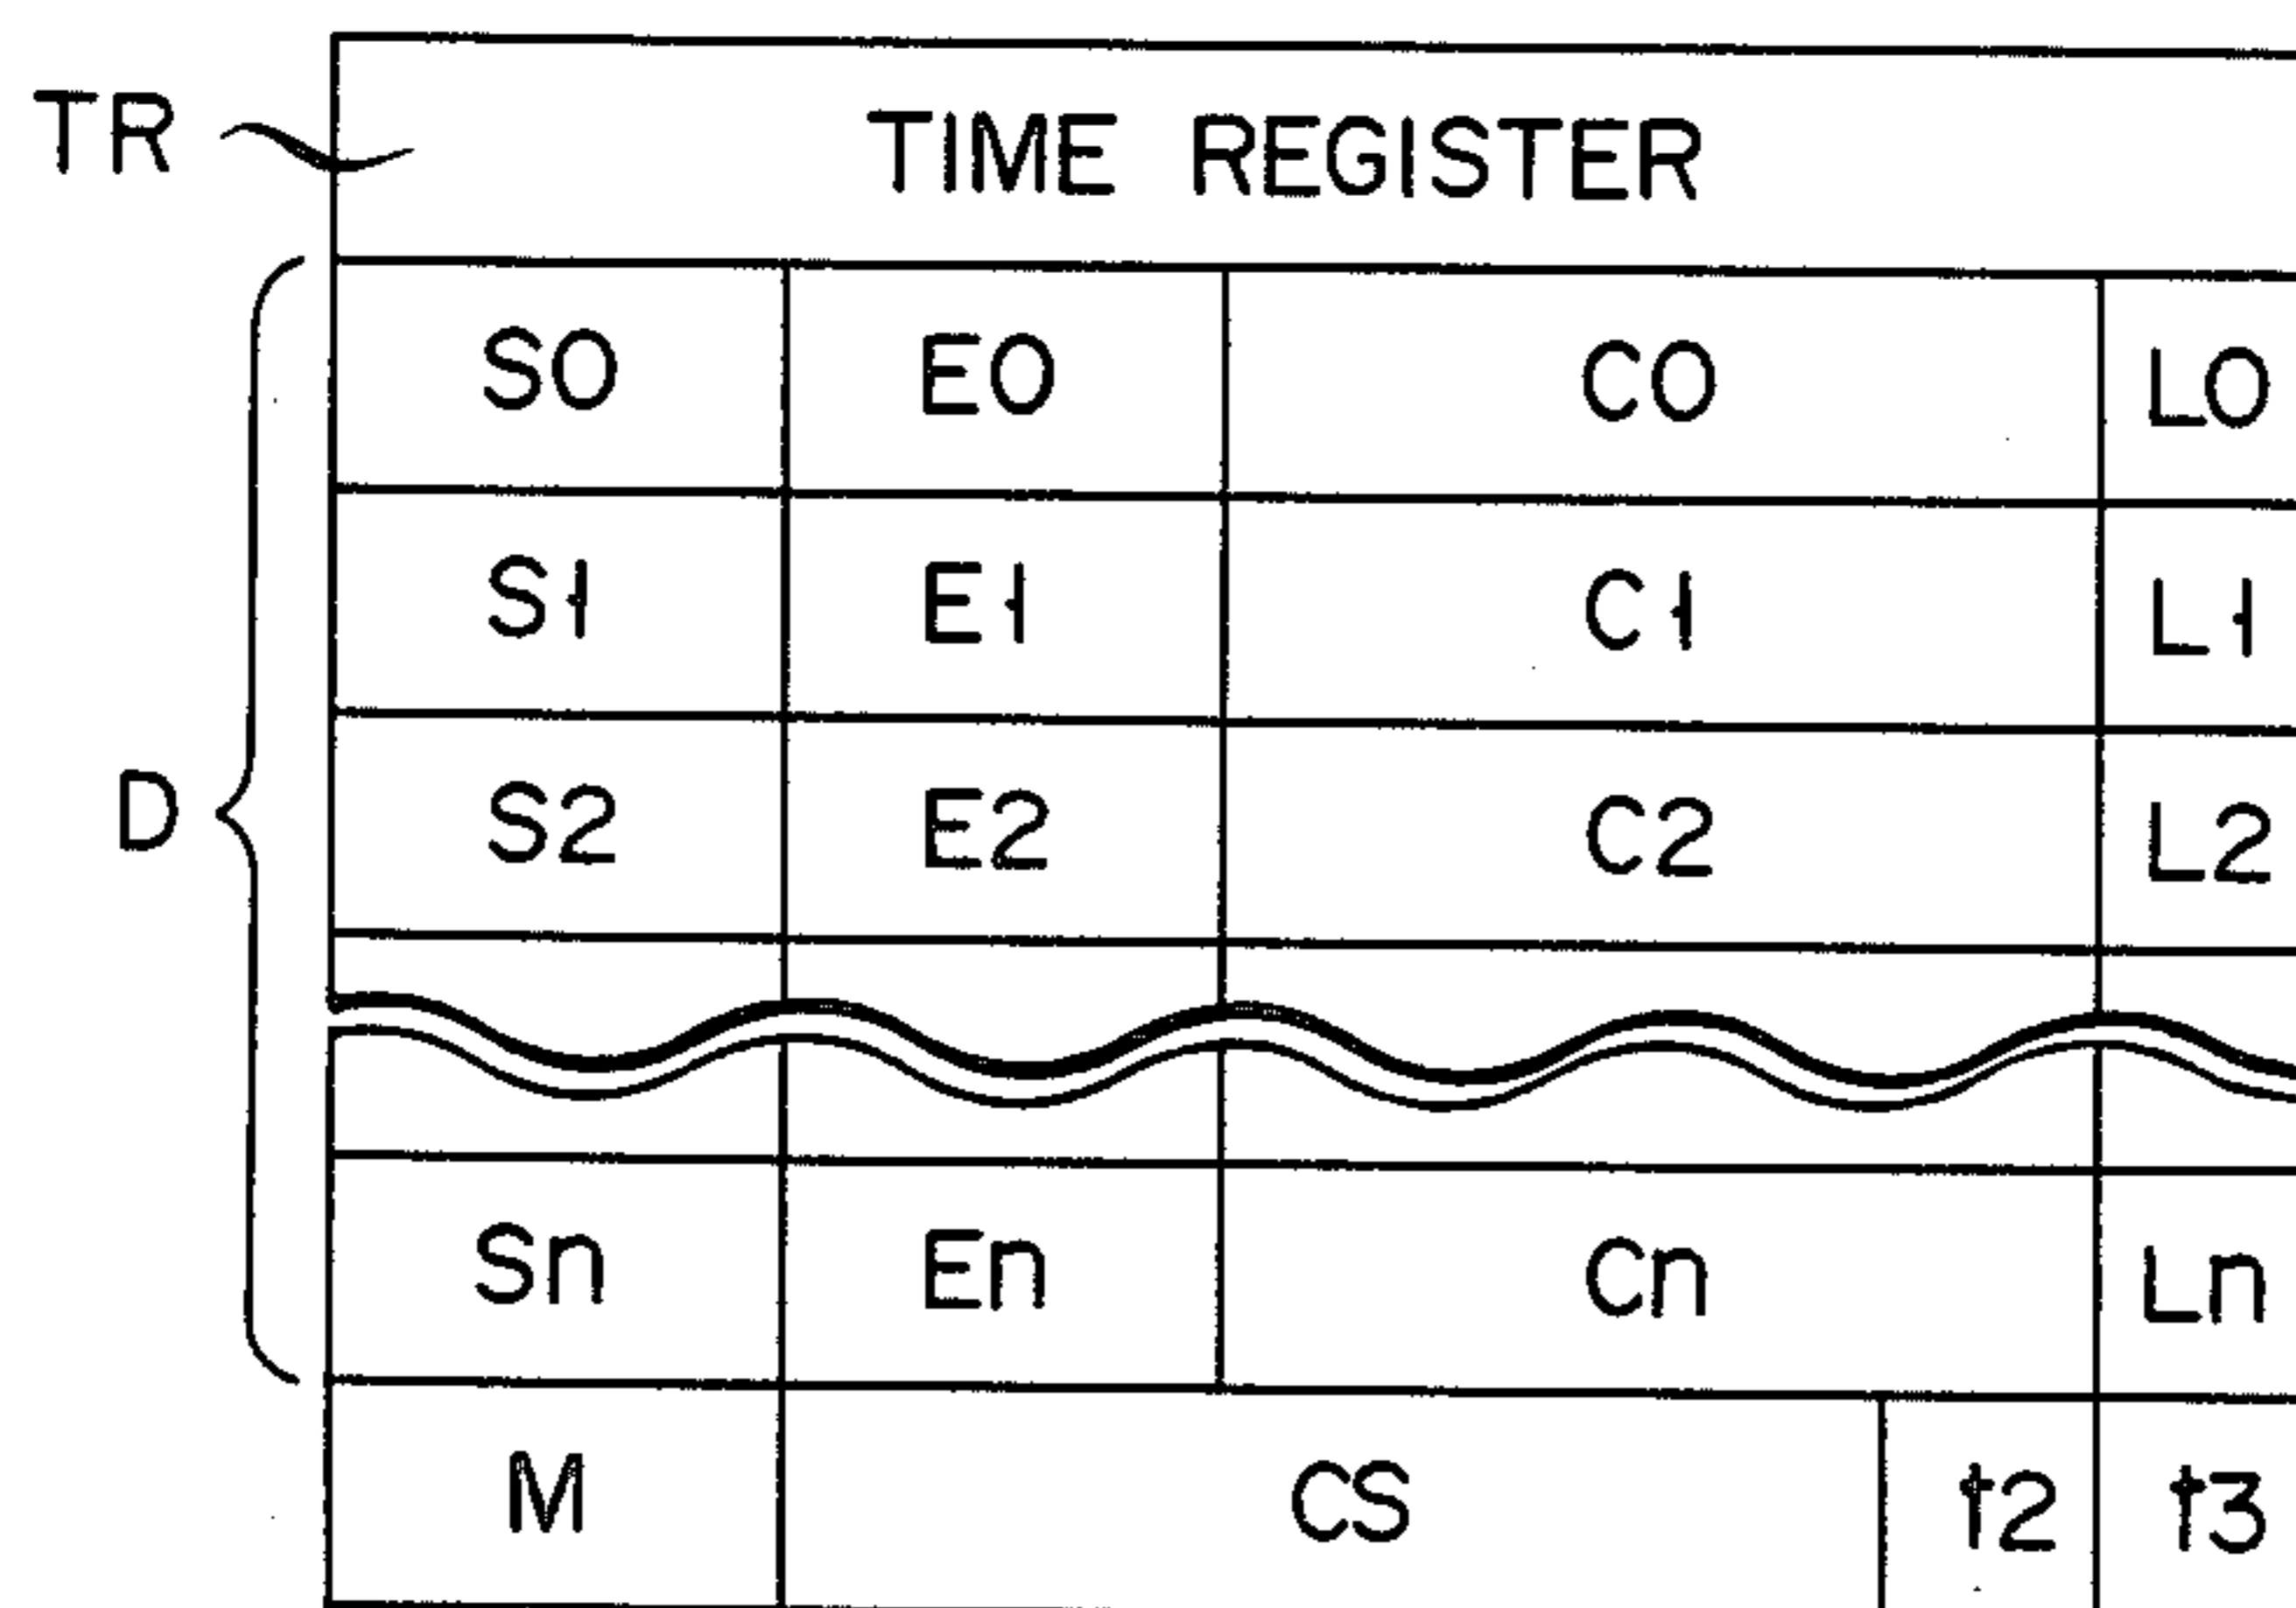 TR TIME REGISTER
S0 E0 C0 L0
S1 E1 C1 L1
D S2 E2 C2 L2
Sn En Cn Ln
M CS t2 t3